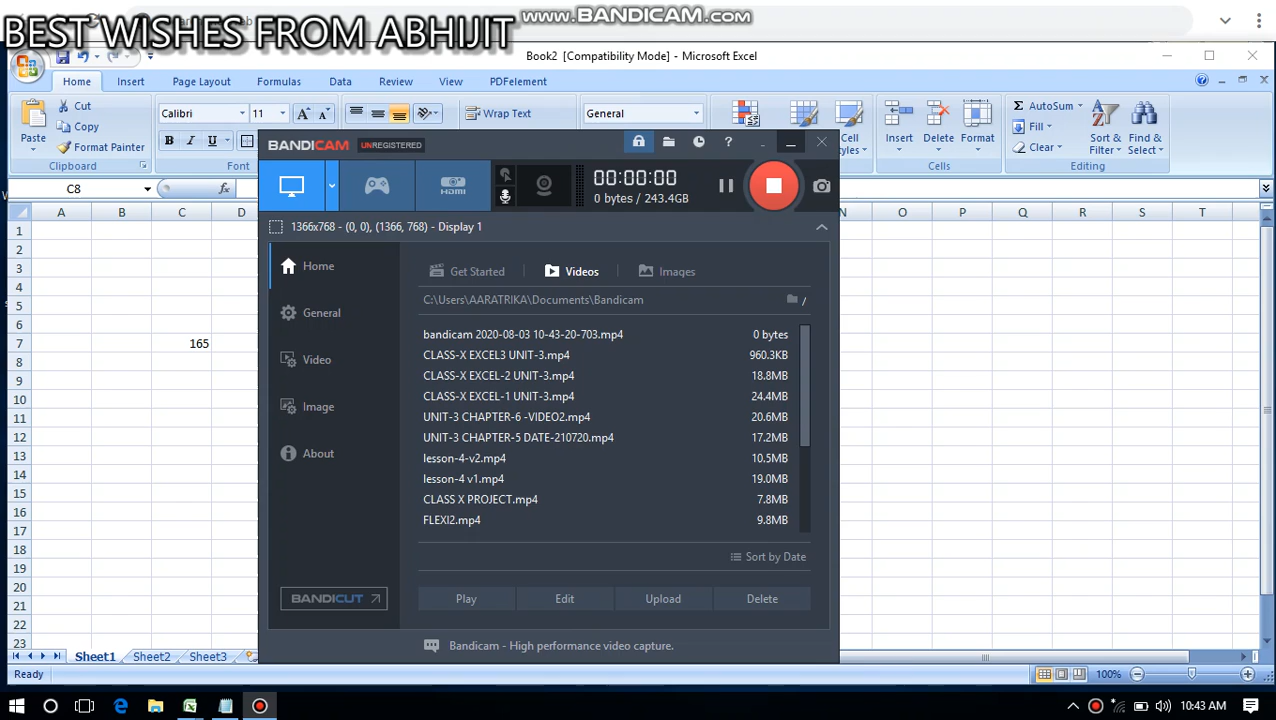 www.BANDICAM.com
BEST WISHES FROM ABHIJIT
Book2 [Compatibility Mode] - Microsoft Excel
Home Insert Page Layout Formulas Data Review View PDFelement
Paste Cut Copy Format Painter
Calibri 11
Wrap Text
General
Cell Styles
Insert Delete Format
AutoSum Fill Clear
Sort & Filter Find & Select
Clipboard Font Cells Editing
C8 fx
A B C D N O P Q R S T
1
2
3
4
5
6
7 165
8
9
10
11
12
13
14
15
16
17
18
19
20
21
22
23
BANDICAM UNREGISTERED
HDMI
00:00:00
0 bytes / 243.4GB
1366x768 - (0, 0), (1366, 768) - Display 1
Home
General
Video
Image
About
BANDICUT
Get Started Videos Images
C:\Users\AARATRIKA\Documents\Bandicam /
bandicam 2020-08-03 10-43-20-703.mp4 0 bytes
CLASS-X EXCEL3 UNIT-3.mp4 960.3KB
CLASS-X EXCEL-2 UNIT-3.mp4 18.8MB
CLASS-X EXCEL-1 UNIT-3.mp4 24.4MB
UNIT-3 CHAPTER-6 -VIDEO2.mp4 20.6MB
UNIT-3 CHAPTER-5 DATE-210720.mp4 17.2MB
lesson-4-v2.mp4 10.5MB
lesson-4 v1.mp4 19.0MB
CLASS X PROJECT.mp4 7.8MB
FLEXI2.mp4 9.8MB
Sort by Date
Play Edit Upload Delete
Bandicam - High performance video capture.
Sheet1 Sheet2 Sheet3
Ready 100%
10:43 AM